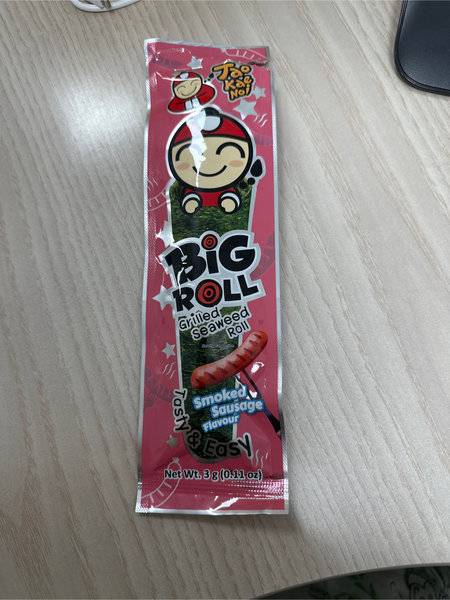 Tao
Kae
Noi
BiG
ROLL
Grilled
Seaweed
Roll
Smoked
Sausage
Flavour
Tasty & Easy
Net Wt. 3 g (0.11 oz)